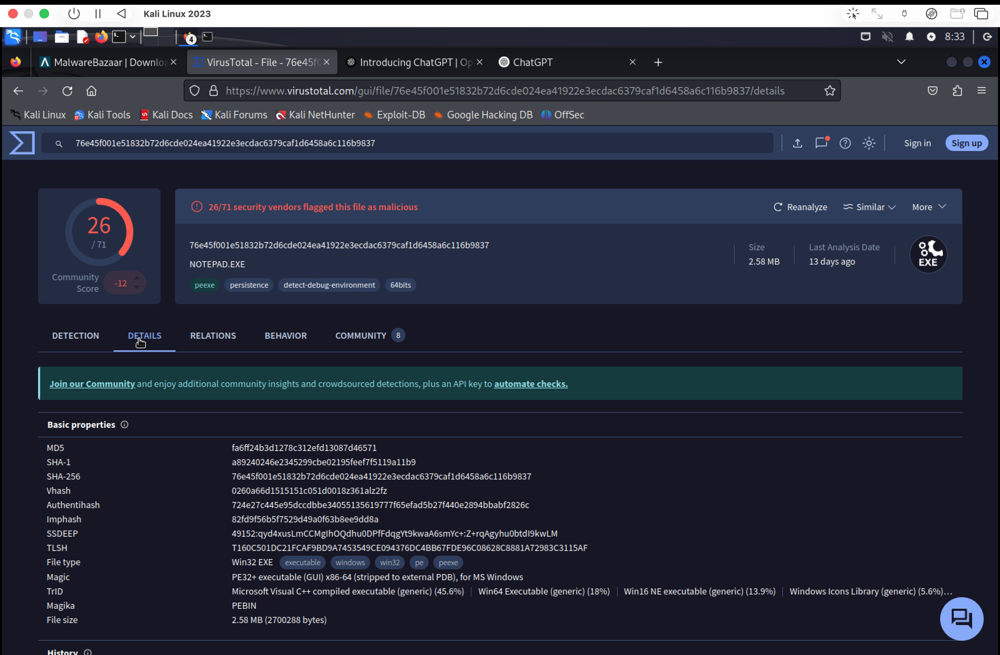 Kali Linux 2023
4
8:33
MalwareBazaar | Downloa
VirusTotal - File - 76e45f0
Introducing ChatGPT | Op
ChatGPT
https://www.virustotal.com/gui/file/76e45f001e51832b72d6cde024ea41922e3ecdac6379caf1d6458a6c116b9837/details
Kali Linux Kali Tools Kali Docs Kali Forums Kali NetHunter Exploit-DB Google Hacking DB OffSec
76e45f001e51832b72d6cde024ea41922e3ecdac6379caf1d6458a6c116b9837
Sign in Sign up
26
/ 71
Community
Score
-12
26/71 security vendors flagged this file as malicious
Reanalyze Similar More
76e45f001e51832b72d6cde024ea41922e3ecdac6379caf1d6458a6c116b9837
NOTEPAD.EXE
peexe persistence detect-debug-environment 64bits
Size
2.58 MB
Last Analysis Date
13 days ago
EXE
DETECTION DETAILS RELATIONS BEHAVIOR COMMUNITY 8
Join our Community and enjoy additional community insights and crowdsourced detections, plus an API key to automate checks.
Basic properties
MD5 fa6ff24b3d1278c312efd13087d46571
SHA-1 a89240246e2345299cbe02195feef7f5119a11b9
SHA-256 76e45f001e51832b72d6cde024ea41922e3ecdac6379caf1d6458a6c116b9837
Vhash 0260a66d1515151c051d0018z361alz2fz
Authentihash 724e27c445e95dccdbbe34055135619777f65efad5b27f440e2894bbabf2826c
Imphash 82fd9f56b5f7529d49a0f63b8ee9dd8a
SSDEEP 49152:qyd4xusLmCCMgIhOQdhu0DPfFdqgYt9kwaA6smYc+:Z+rqAgyhu0btdI9kwLM
TLSH T160C501DC21FCAF9BD9A7453549CE094376DC4BB67FDE96C08628C8881A72983C3115AF
File type Win32 EXE executable windows win32 pe peexe
Magic PE32+ executable (GUI) x86-64 (stripped to external PDB), for MS Windows
TrID Microsoft Visual C++ compiled executable (generic) (45.6%) | Win64 Executable (generic) (18%) | Win16 NE executable (generic) (13.9%) | Windows Icons Library (generic) (5.6%)...
Magika PEBIN
File size 2.58 MB (2700288 bytes)
History